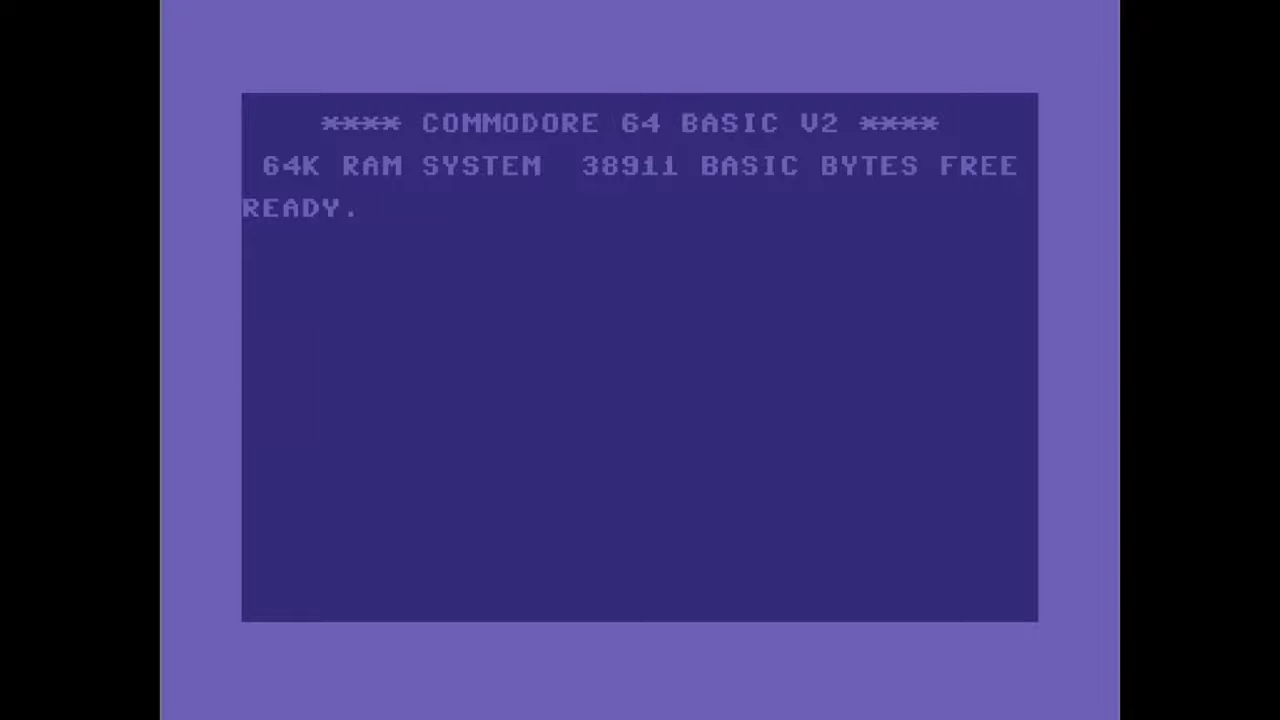 **** COMMODORE 64 BASIC V2 ****
64K RAM SYSTEM  38911 BASIC BYTES FREE
READY.